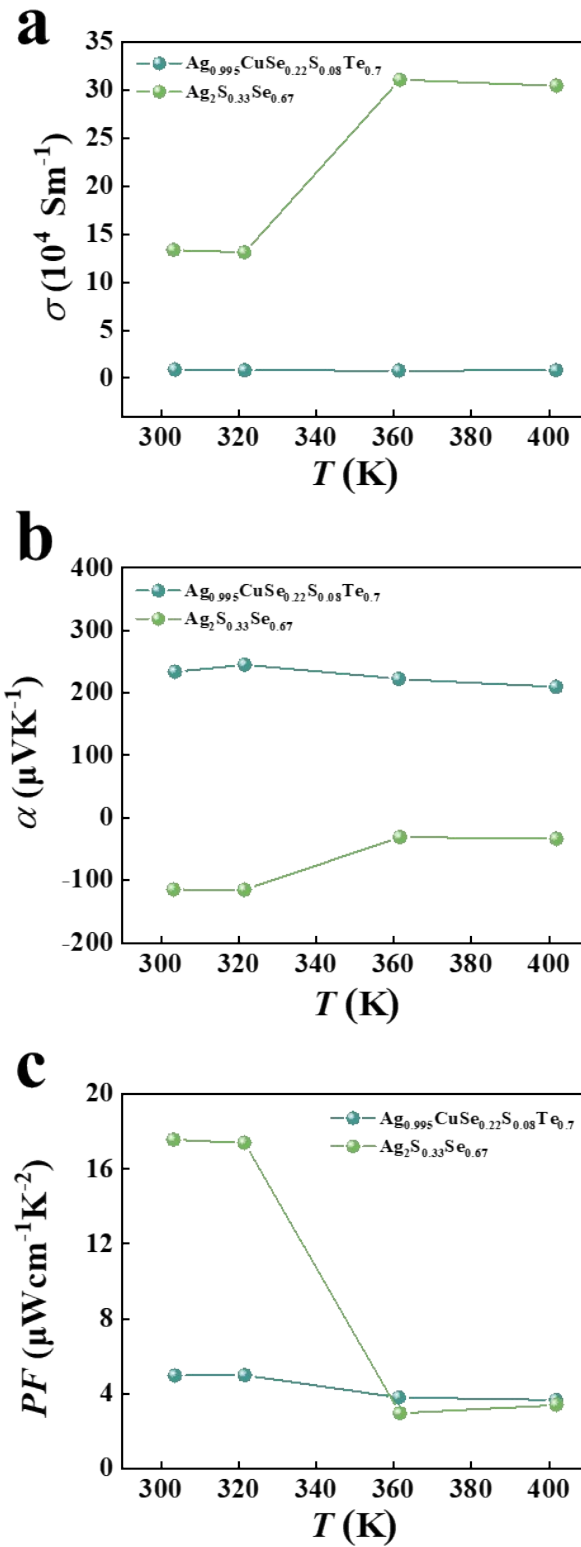 a
35
30
25
20
15
10
5
0
σ (10⁴ Sm⁻¹)
Ag₀.₉₉₅CuSe₀.₂₂S₀.₀₈Te₀.₇
Ag₂S₀.₃₃Se₀.₆₇
300 320 340 360 380 400
T (K)
b
400
300
200
100
0
-100
-200
α (μVK⁻¹)
Ag₀.₉₉₅CuSe₀.₂₂S₀.₀₈Te₀.₇
Ag₂S₀.₃₃Se₀.₆₇
300 320 340 360 380 400
T (K)
c
20
16
12
8
4
0
PF (μWcm⁻¹K⁻²)
Ag₀.₉₉₅CuSe₀.₂₂S₀.₀₈Te₀.₇
Ag₂S₀.₃₃Se₀.₆₇
300 320 340 360 380 400
T (K)